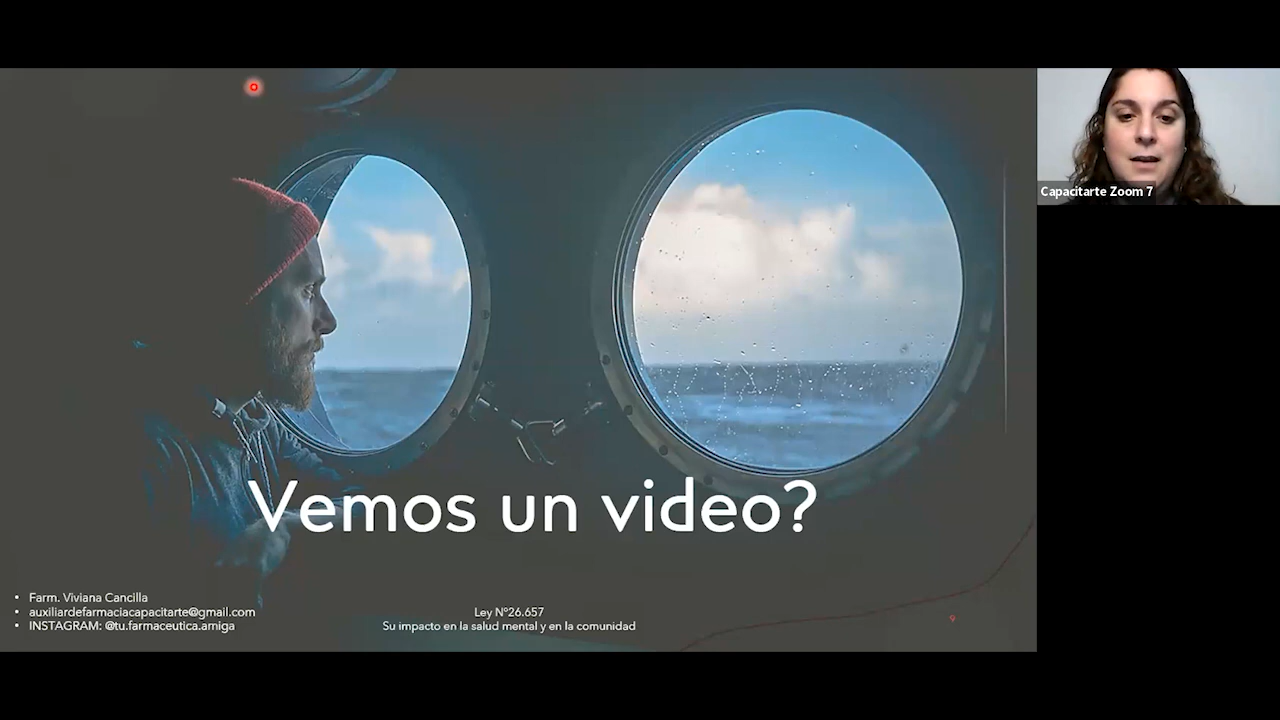 Capacitarte Zoom 7
Vemos un video?
• Farm. Viviana Cancilla
• auxiliardefarmaciacapacitarte@gmail.com
• INSTAGRAM: @tu.farmaceutica.amiga
Ley N°26.657
Su impacto en la salud mental y en la comunidad